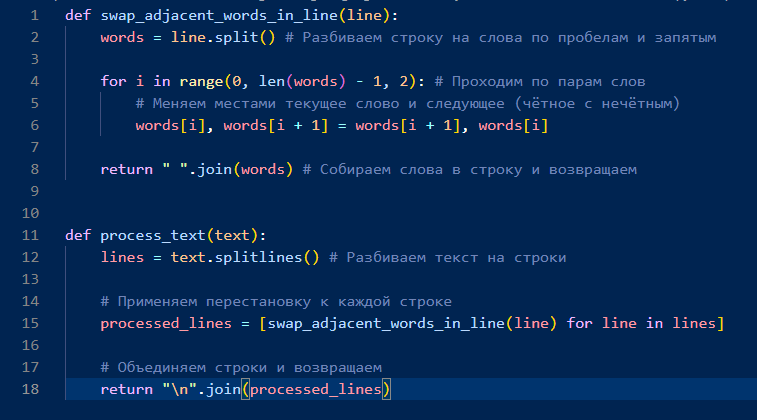 1 def swap_adjacent_words_in_line(line):
2 words = line.split() # Разбиваем строку на слова по пробелам и запятым
3
4 for i in range(0, len(words) - 1, 2): # Проходим по парам слов
5 # Меняем местами текущее слово и следующее (чётное с нечётным)
6 words[i], words[i + 1] = words[i + 1], words[i]
7
8 return " ".join(words) # Собираем слова в строку и возвращаем
9
10
11 def process_text(text):
12 lines = text.splitlines() # Разбиваем текст на строки
13
14 # Применяем перестановку к каждой строке
15 processed_lines = [swap_adjacent_words_in_line(line) for line in lines]
16
17 # Объединяем строки и возвращаем
18 return "\n".join(processed_lines)